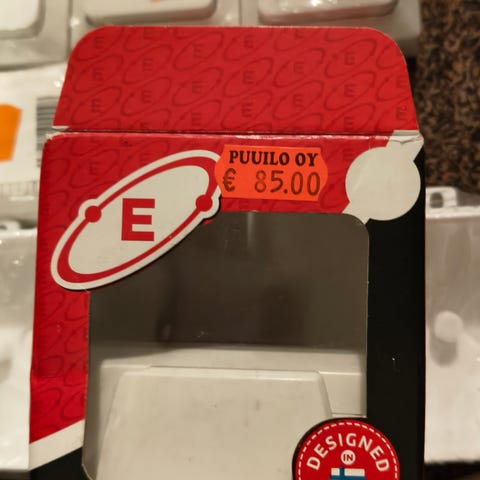 PUUILO OY
€ 85.00
E
DESIGNED
IN